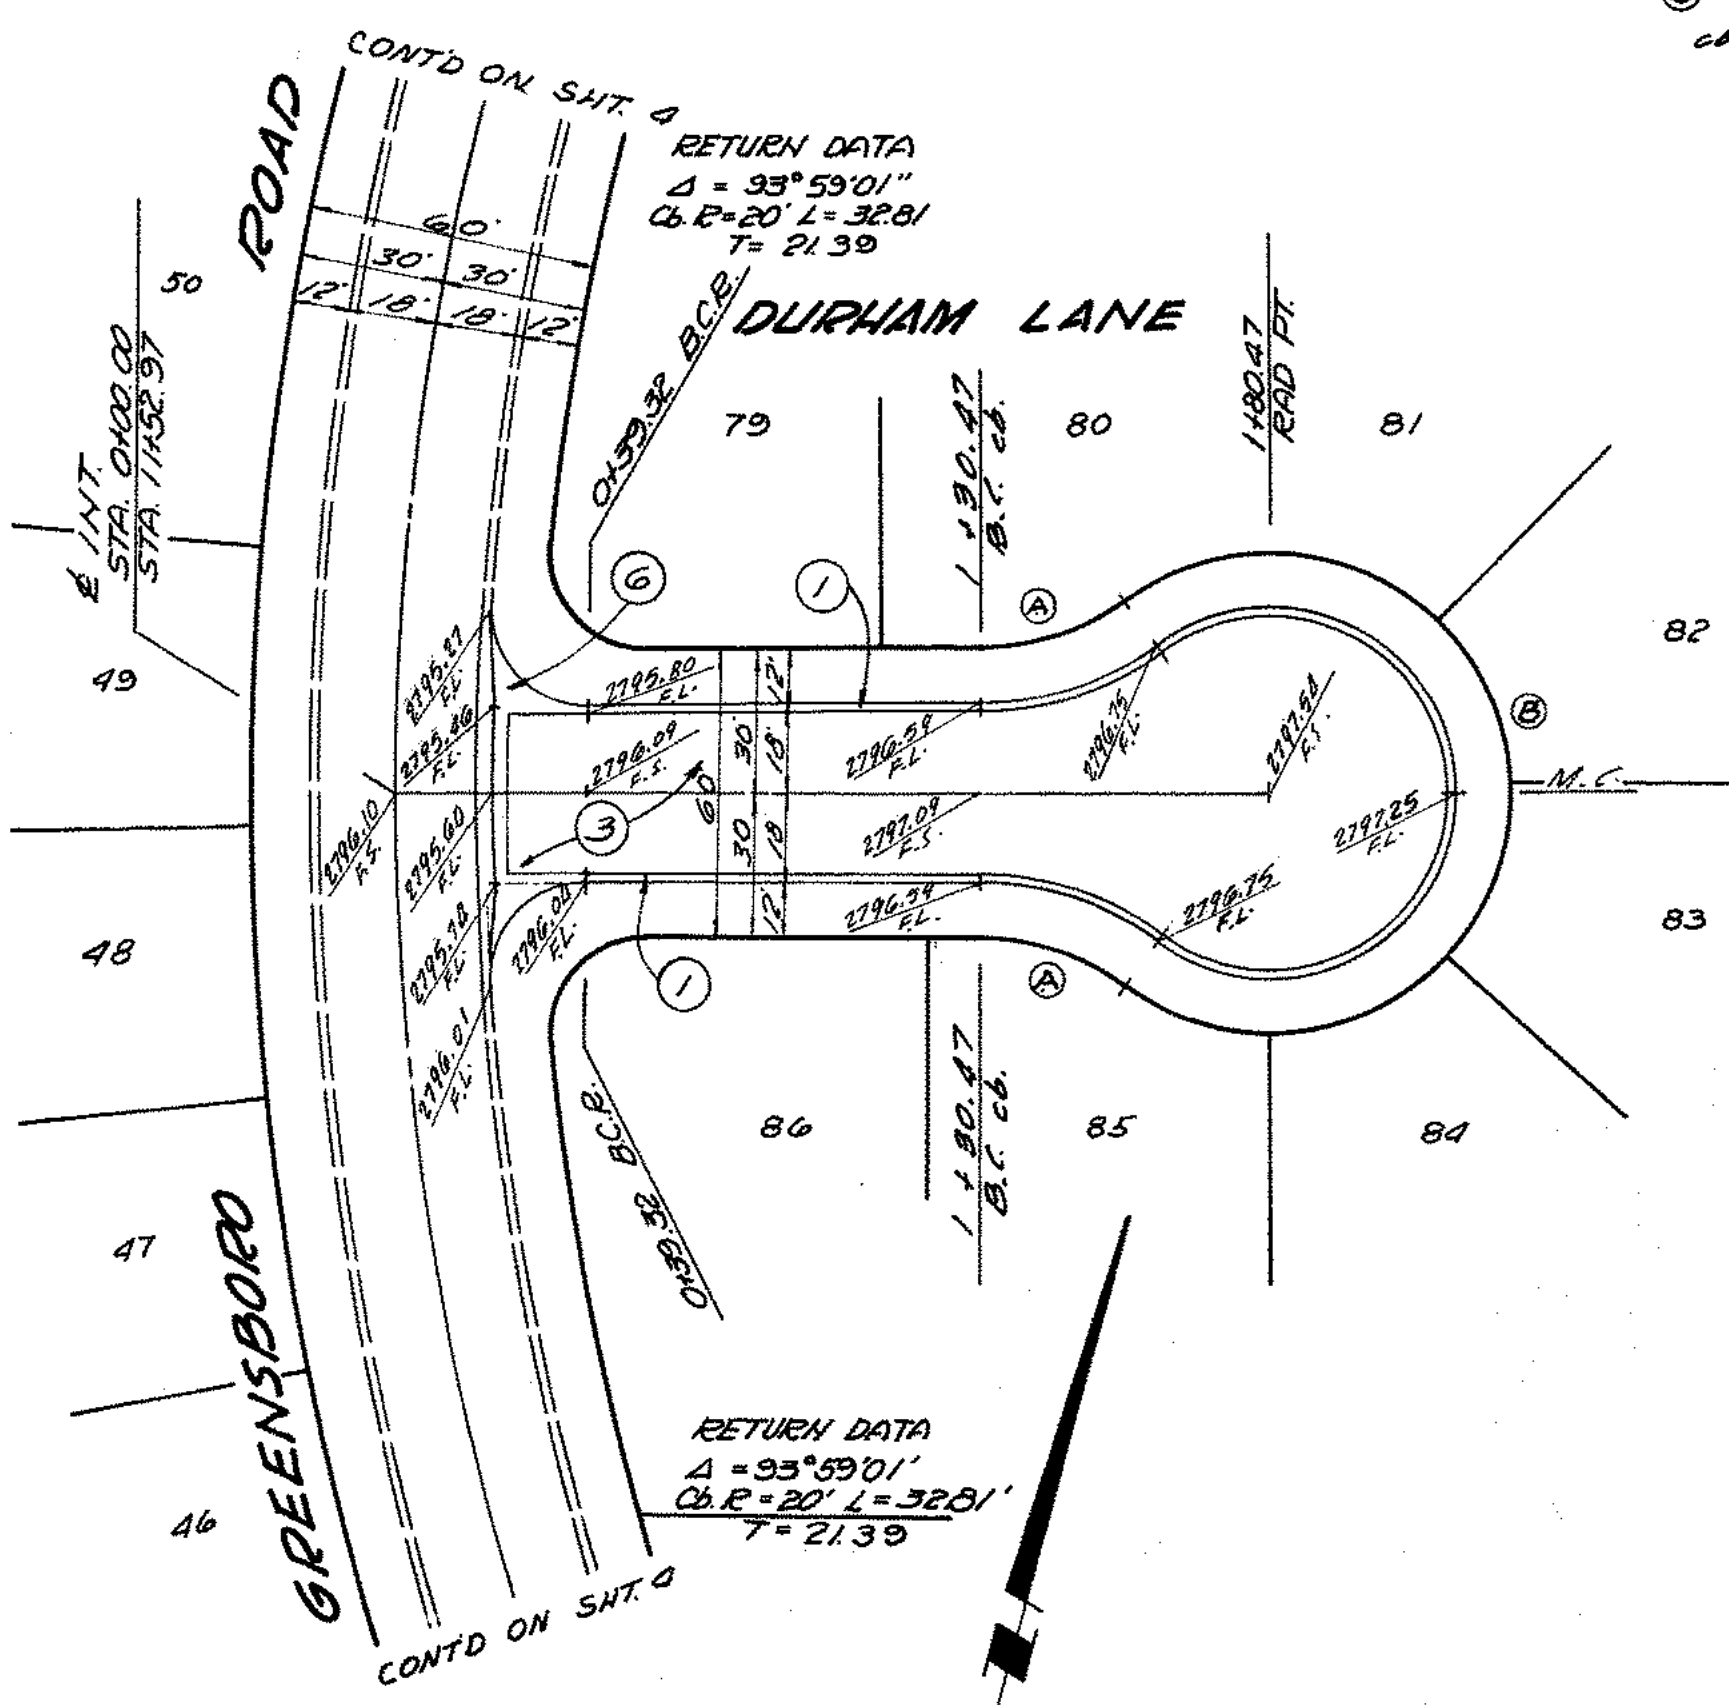 CONT'D ON SHT. 4
ROAD
RETURN DATA
Δ = 93°59'01"
Cb. R=20' L=32.81
T= 21.39
60'
30' 30'
12' 18' 18' 12'
50
℄ INT.
STA. 0+00.00
STA. 11+52.97
0+39.32 B.C.R.
DURHAM LANE
79
1+30.47
B.C. cb.
80
1+80.47
RAD PT.
81
6
1
A
82
49
2795.27
F.L.
2795.46
F.L.
2795.80
F.L.
12'
2796.09
F.S.
30'
18'
60
2796.59
F.L.
2796.75
F.L.
2797.54
F.S.
B
M.C.
2796.10
F.S.
2795.60
F.L.
3
30
18
12'
2797.09
F.S.
2797.25
F.L.
2795.78
F.L.
2796.04
F.L.
2796.59
F.L.
2796.75
F.L.
83
48
2796.01
F.L.
1
A
B.C.R.
0+39.32
86
1+30.47
B.C. cb.
85
84
47
GREENSBORO
46
RETURN DATA
Δ = 93°59'01'
Cb. R = 20' L = 32.81'
T = 21.39
CONT'D ON SHT. 4